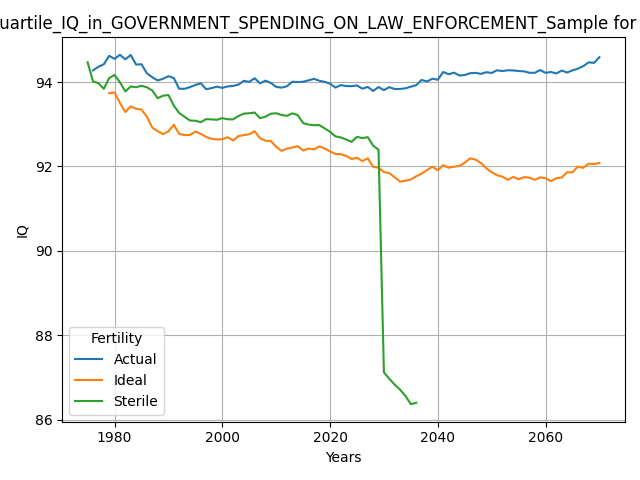 uartile_IQ_in_GOVERNMENT_SPENDING_ON_LAW_ENFORCEMENT_Sample for
IQ
94
92
90
88
86
Fertility
Actual
Ideal
Sterile
1980 2000 2020 2040 2060
Years